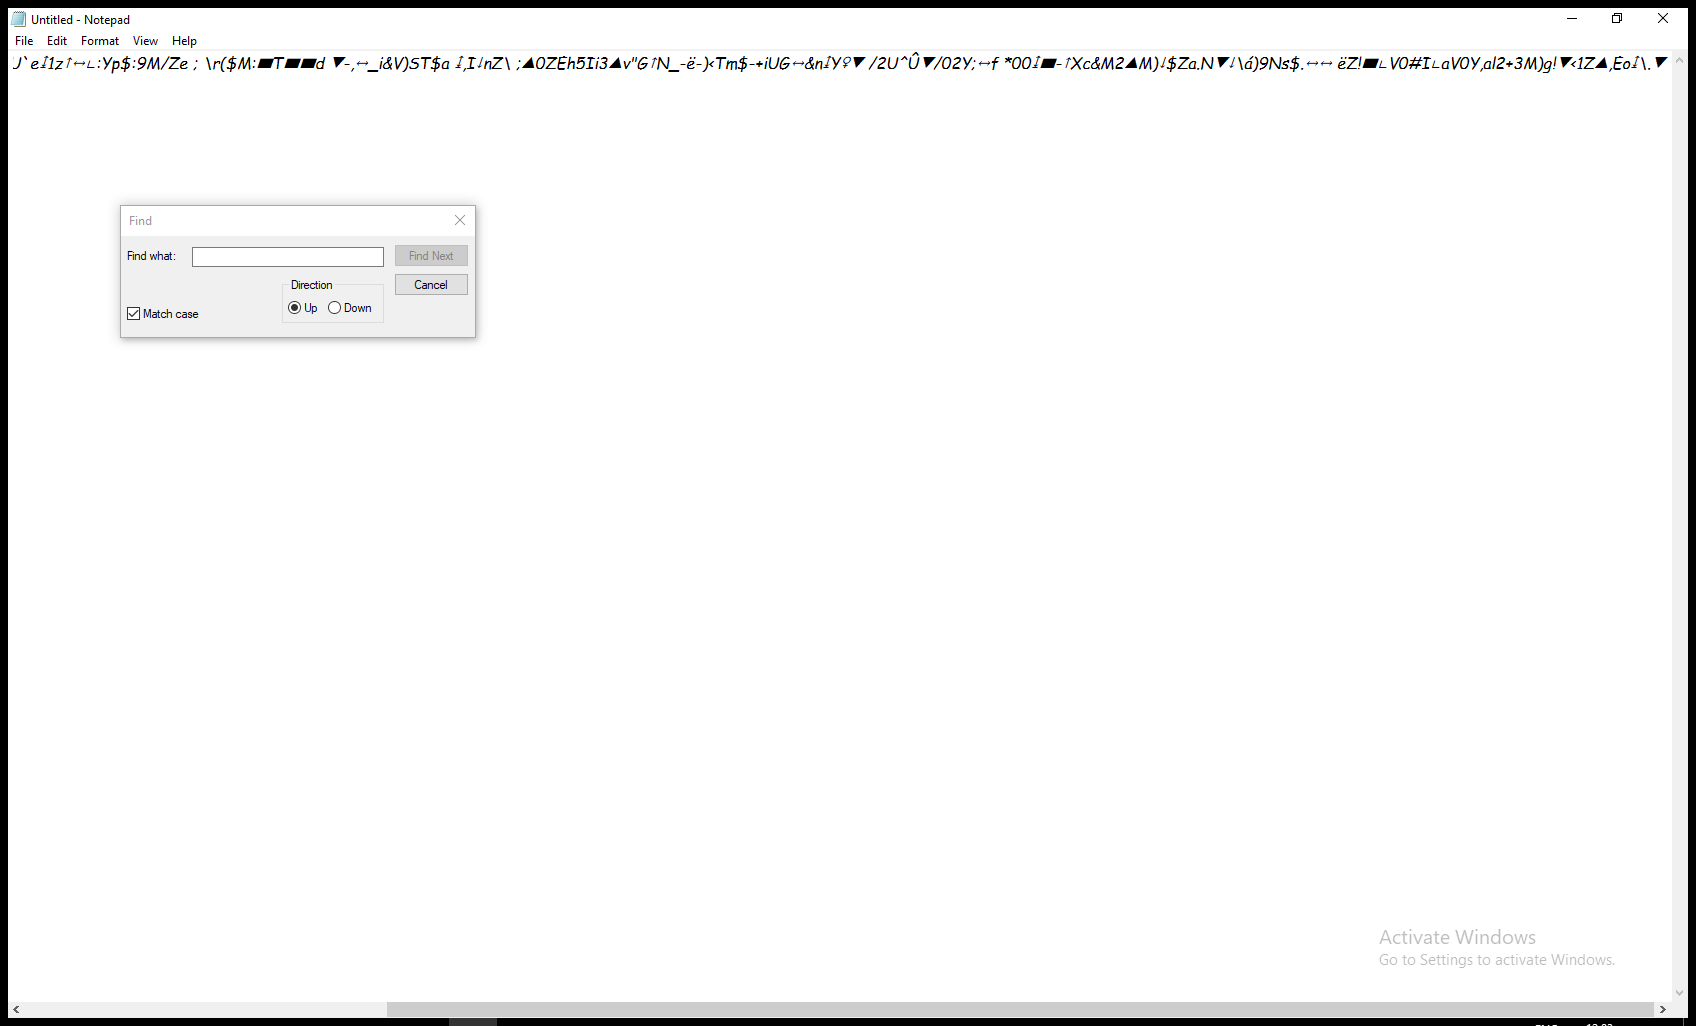 Untitled - Notepad
File Edit Format View Help
J`e↨1z↑↔∟:Yp$:9M/Ze ; \r($M:▬T▬▬d ▼-,↔_i&V)ST$a ↨,I↓nZ\ ;▲0ZEh5Ii3▲v"G↑N_-ë-)<Tm$-+iUG↔&n↨Y♀▼ /2U^Û▼/02Y;↔f *00↨▬-↑Xc&M2▲M)↓$Za.N▼↓\á)9Ns$.↔↔ ëZ!▬∟V0#I∟aV0Y,al2+3M)g!▼<1Z▲,Eo↨\.▼
Find
Find what:
Find Next
Direction
Cancel
Up Down
Match case
Activate Windows
Go to Settings to activate Windows.